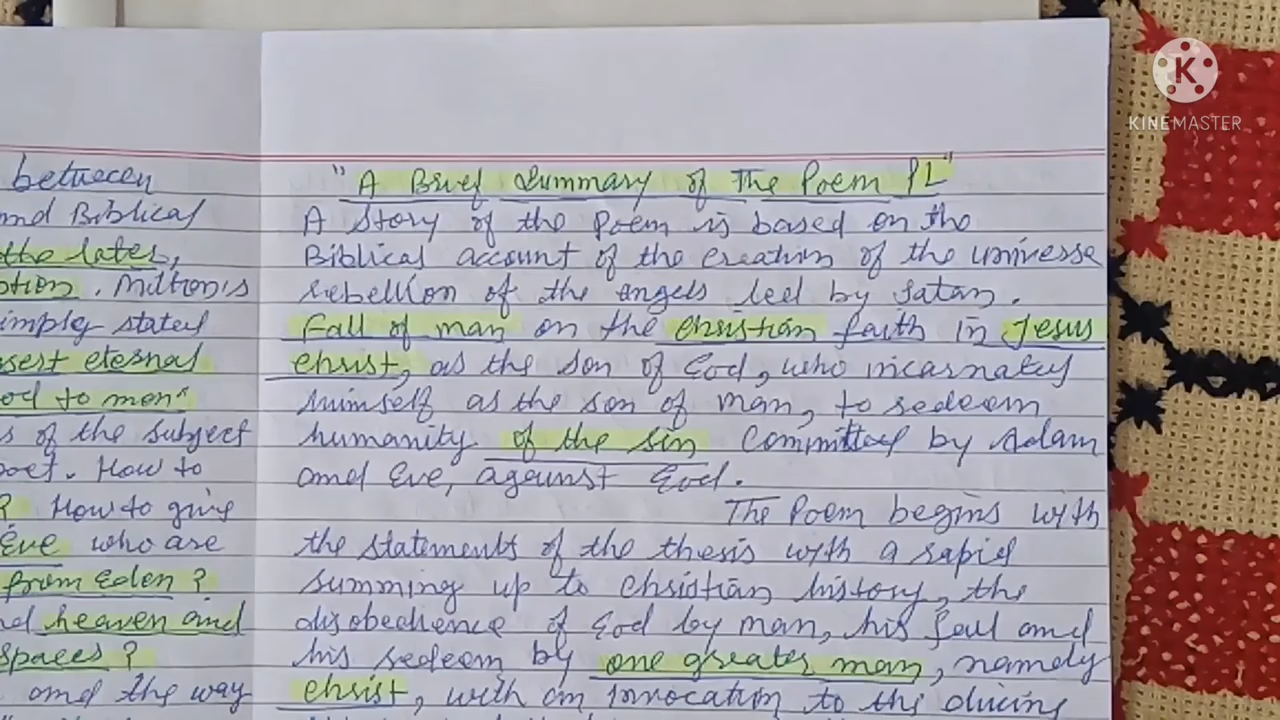 between
and Biblical
the later,
otion. Milton's
imply stated
sert eternal
od to men"
s of the subject
poet. How to
? How to give
Eve who are
from Eden?
nd heaven and
spaces?
and the way
"A Brief Summary of The Poem PL"
A Story of the Poem is based on the
Biblical account of the creation of the universe
rebellion of the angels led by Satan.
Fall of man on the christian faith in Jesus
christ, as the son of God, who incarnates
himself as the son of man, to redeem
humanity of the sin committed by Adam
and Eve, against God.
The Poem begins with
the statements of the thesis with a rapid
summing up to christian history, the
disobedience of God by man, his fall and
his redeem by one greater man, namely
christ, with an invocation to the divine
K
KINEMASTER